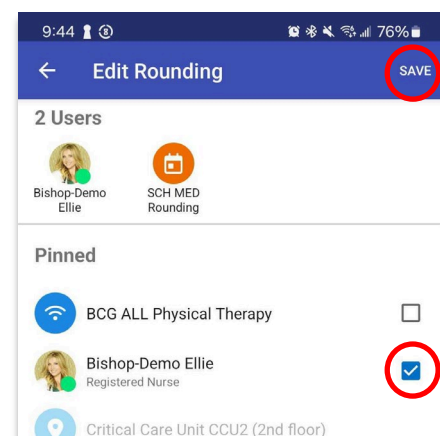 9:44 76%
← Edit Rounding SAVE
2 Users
Bishop-Demo
Ellie
SCH MED
Rounding
Pinned
BCG ALL Physical Therapy
Bishop-Demo Ellie
Registered Nurse
Critical Care Unit CCU2 (2nd floor)